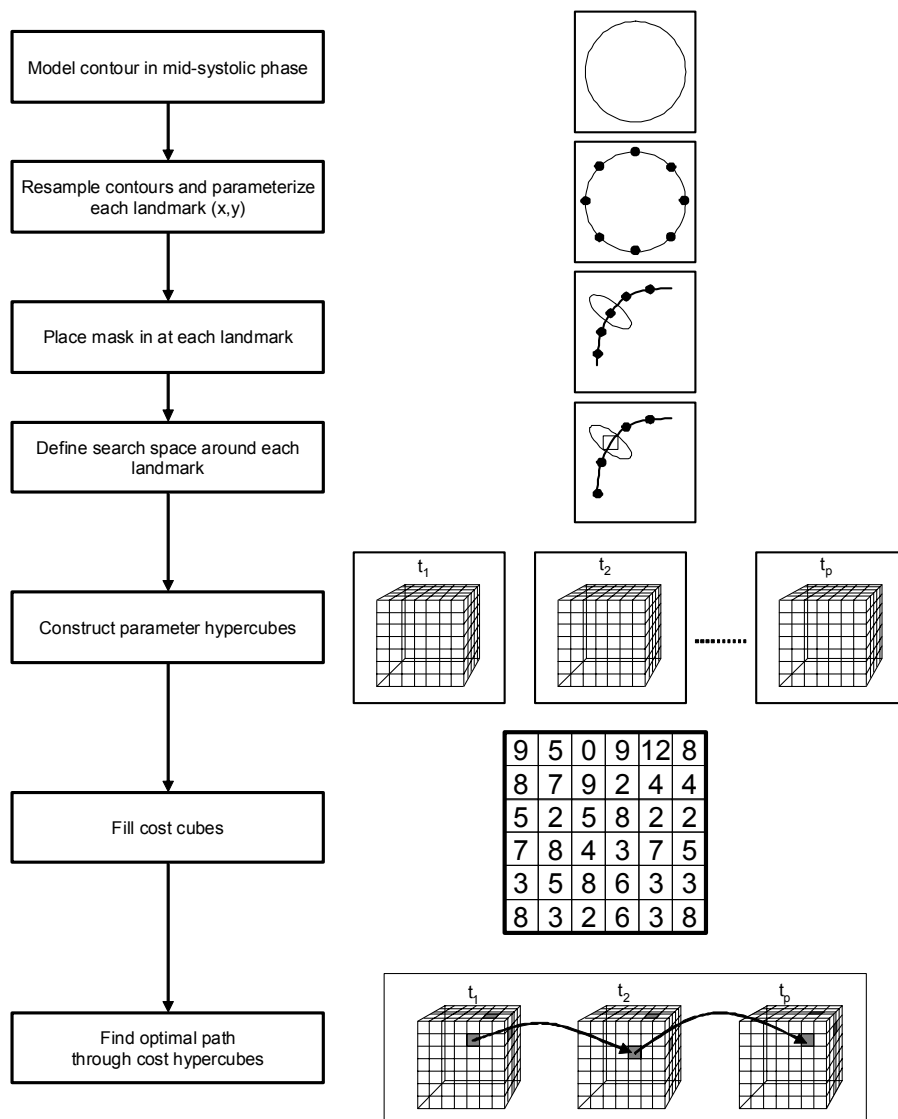 Model contour in mid-systolic phase
Resample contours and parameterize
each landmark (x,y)
Place mask in at each landmark
Define search space around each
landmark
t1
t2
tp
Construct parameter hypercubes
9 5 0 9 12 8
8 7 9 2 4 4
5 2 5 8 2 2
7 8 4 3 7 5
3 5 8 6 3 3
8 3 2 6 3 8
Fill cost cubes
t1
t2
tp
Find optimal path
through cost hypercubes